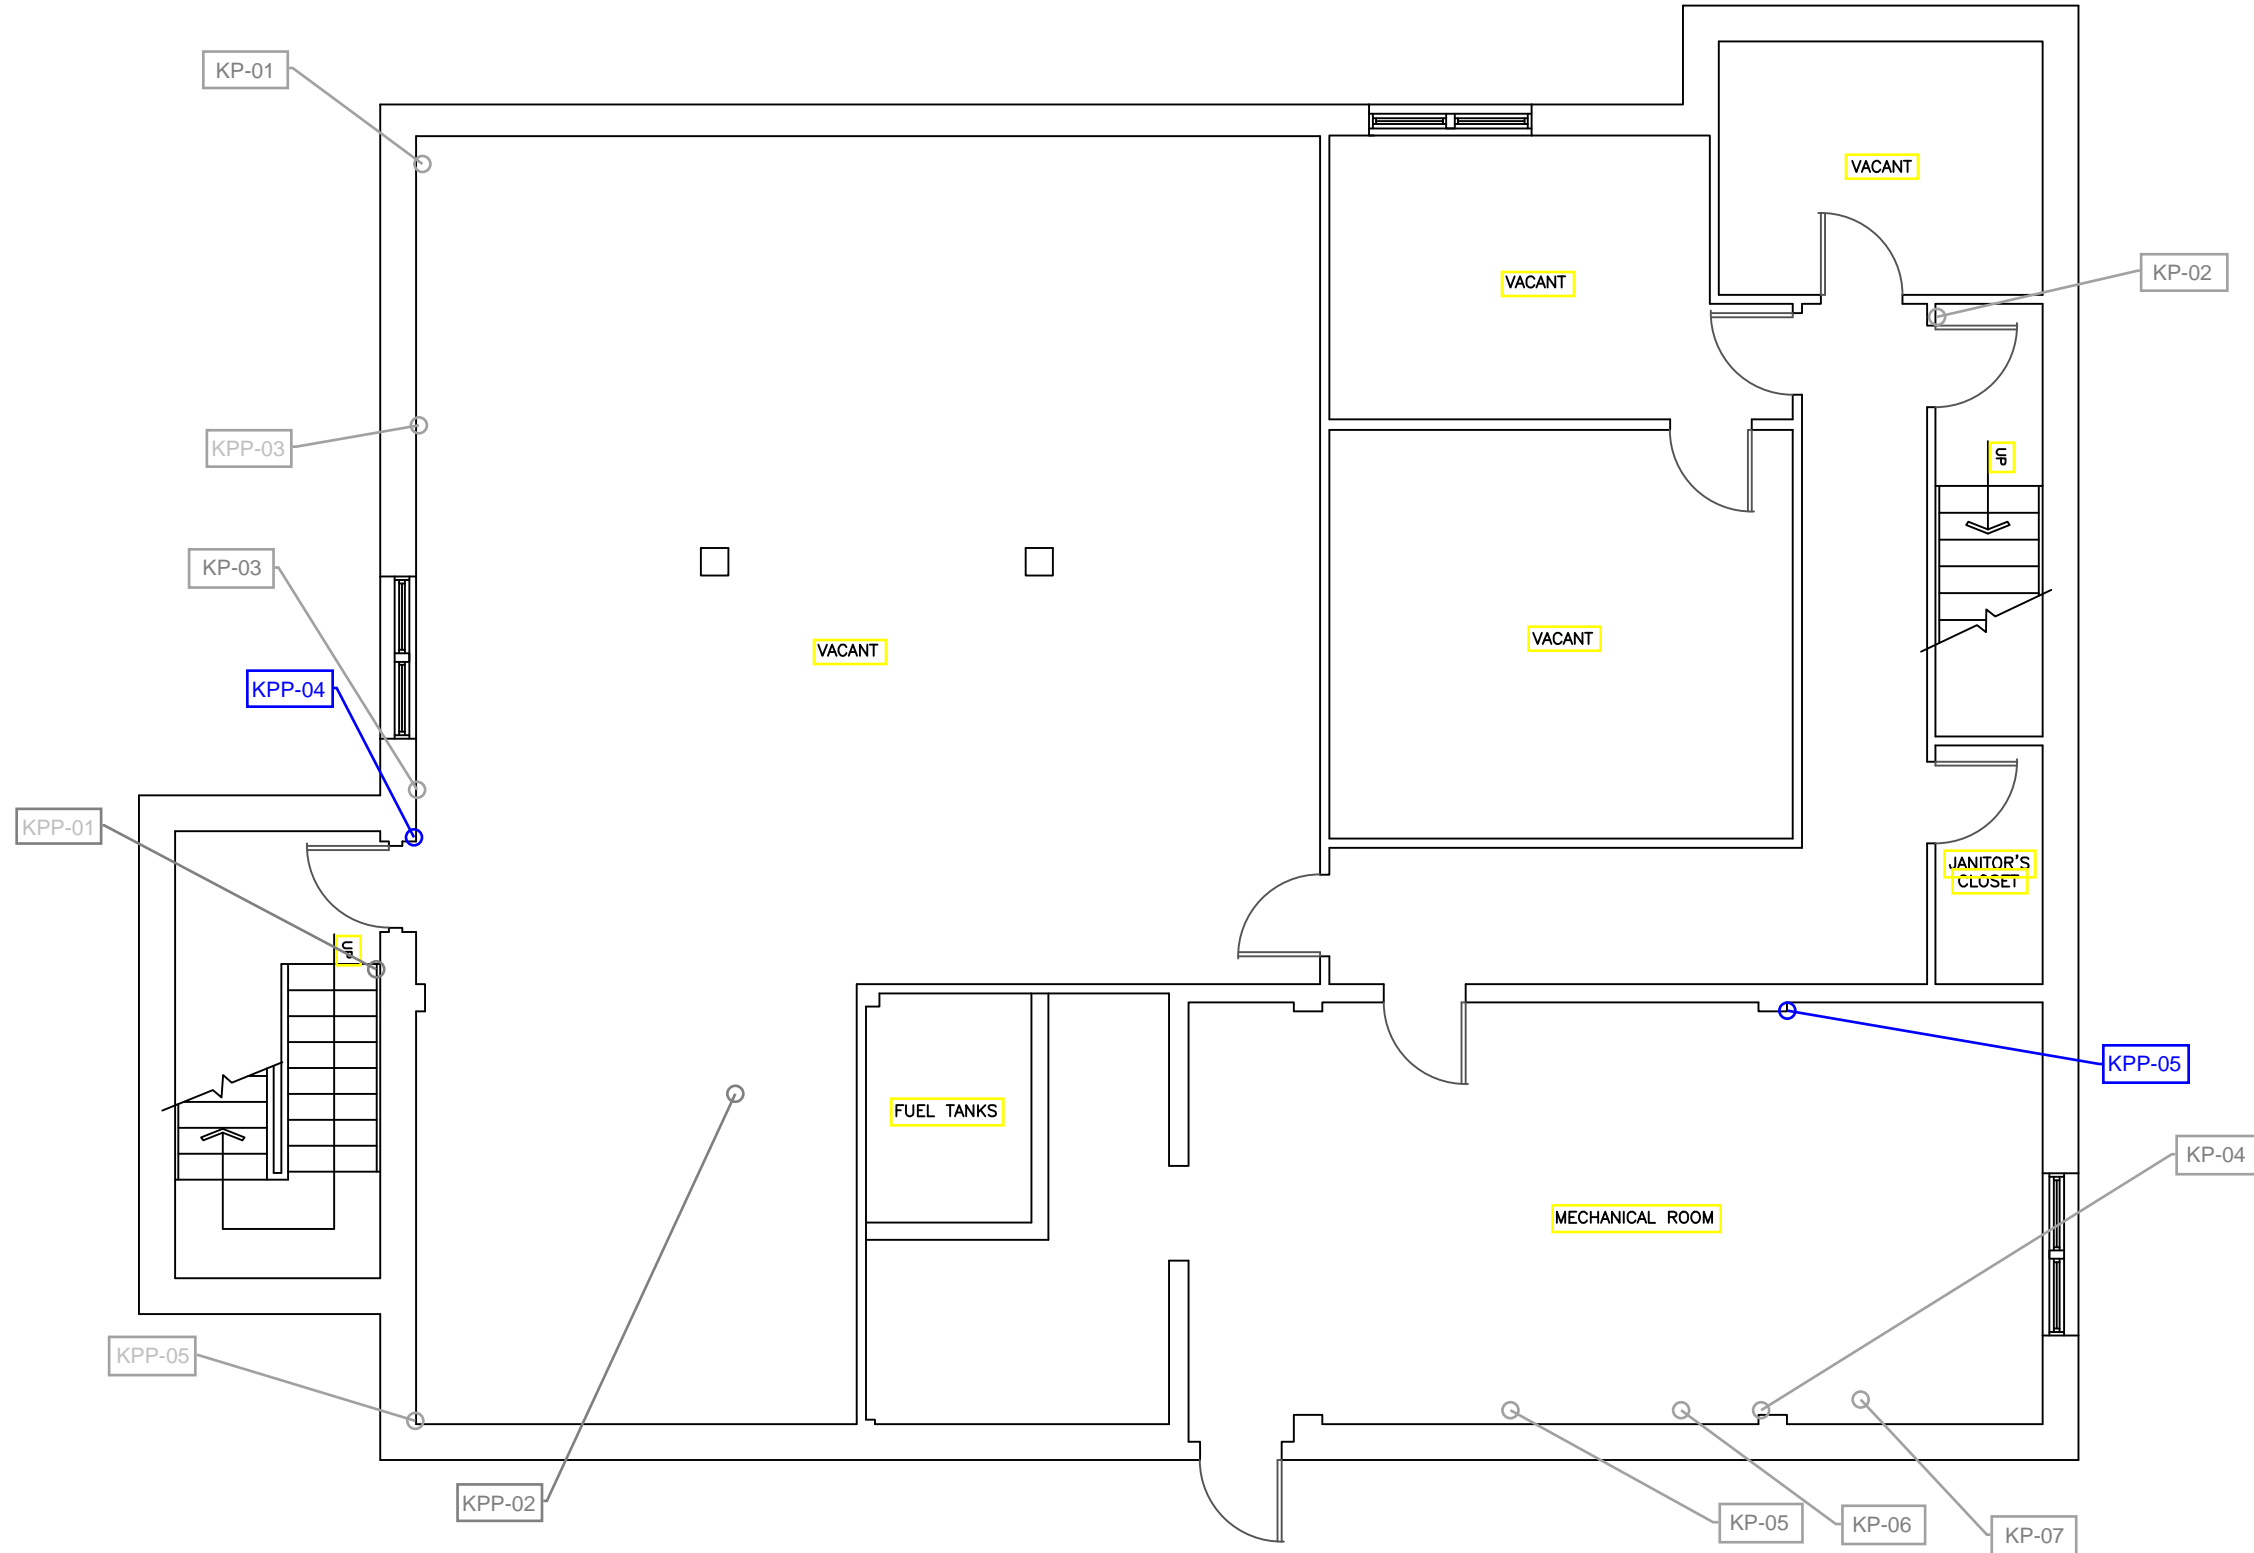 KP-01
VACANT
KP-02
VACANT
KPP-03
UP
KP-03
VACANT
VACANT
KPP-04
KPP-01
JANITOR'S
CLOSET
UP
KPP-05
FUEL TANKS
KP-04
MECHANICAL ROOM
KPP-05
KPP-02
KP-05
KP-06
KP-07